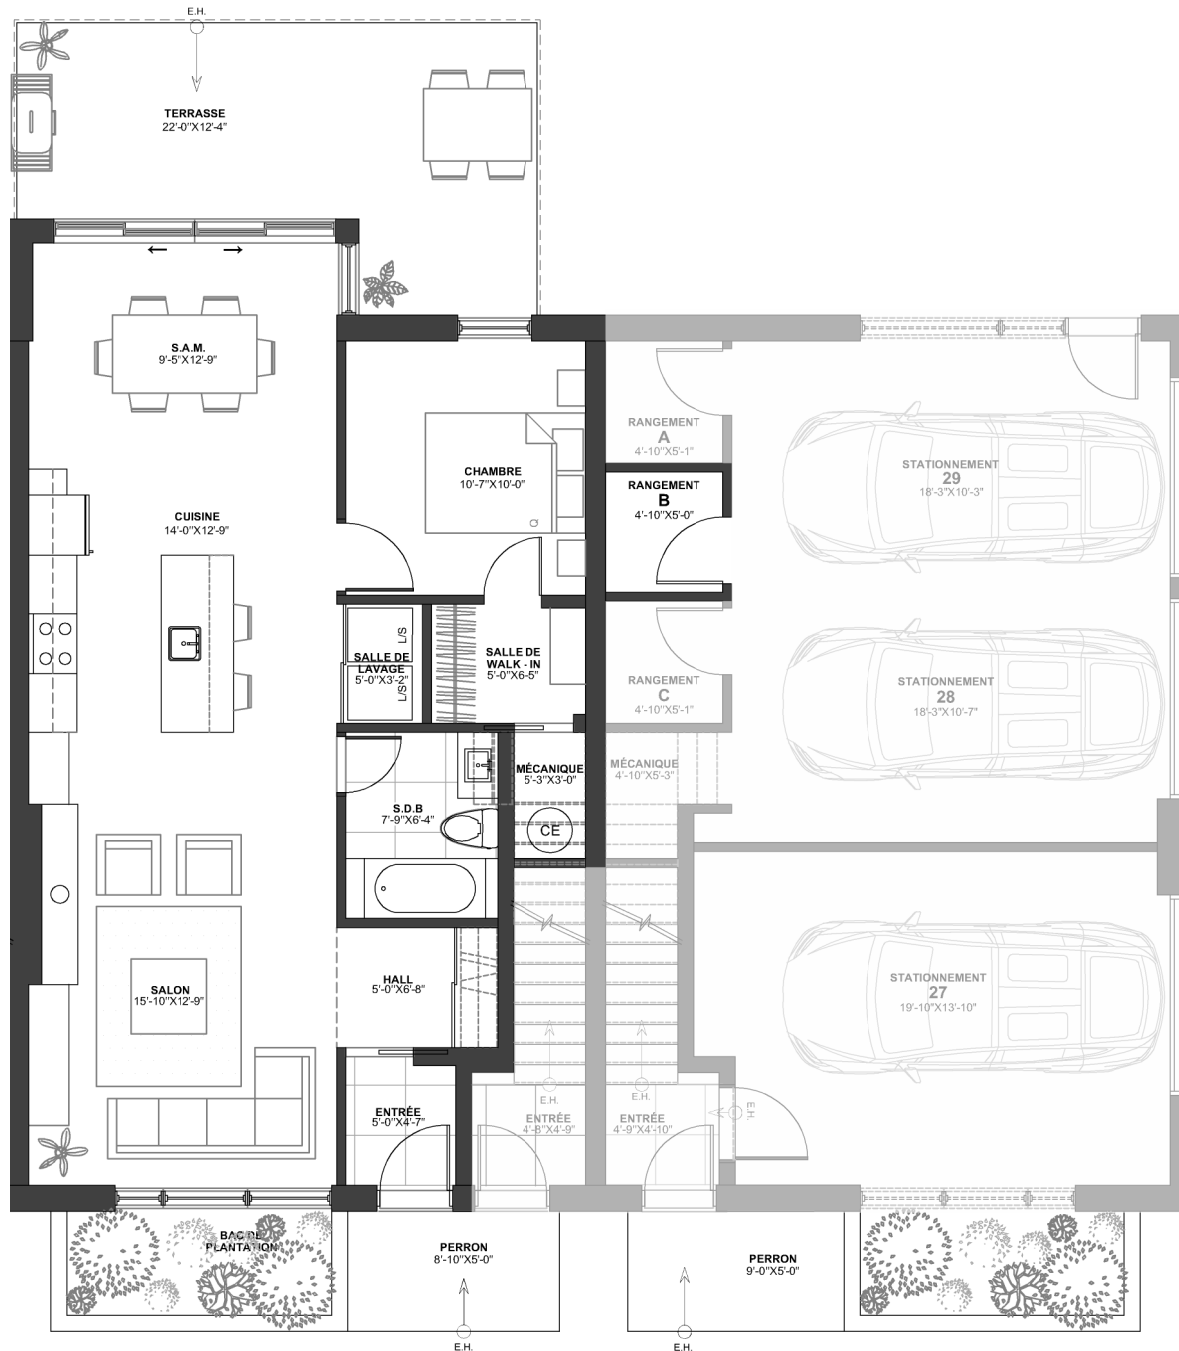 E.H.
TERRASSE
22'-0"X12'-4"
S.A.M.
9'-5"X12'-9"
CHAMBRE
10'-7"X10'-0"
CUISINE
14'-0"X12'-9"
RANGEMENT
A
4'-10"X5'-1"
RANGEMENT
B
4'-10"X5'-0"
STATIONNEMENT
29
18'-3"X10'-3"
L/S
SALLE DE
LAVAGE
5'-0"X3'-2"
L/S
SALLE DE
WALK - IN
5'-0"X6-5"
RANGEMENT
C
4'-10"X5'-1"
STATIONNEMENT
28
18'-3"X10'-7"
MÉCANIQUE
5'-3"X3'-0"
MÉCANIQUE
4'-10"X5'-3"
S.D.B
7'-9"X6'-4"
CE
SALON
15'-10"X12'-9"
HALL
5'-0"X6'-8"
STATIONNEMENT
27
19'-10"X13'-10"
E.H.
E.H.
E.H.
ENTRÉE
5'-0"X4'-7"
ENTRÉE
4'-8"X4'-9"
ENTRÉE
4'-9"X4'-10"
BAC DE
PLANTATION
PERRON
8'-10"X5'-0"
PERRON
9'-0"X5'-0"
E.H.
E.H.